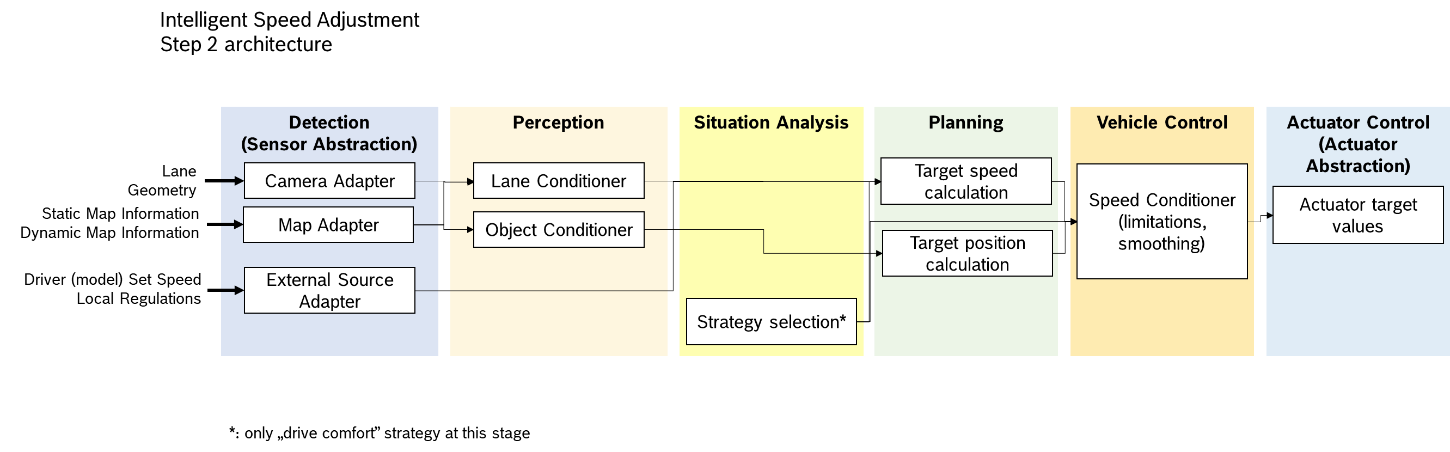 Intelligent Speed Adjustment
Step 2 architecture
Detection
(Sensor Abstraction)
Perception
Situation Analysis
Planning
Vehicle Control
Actuator Control
(Actuator
Abstraction)
Lane
Geometry
Static Map Information
Dynamic Map Information
Driver (model) Set Speed
Local Regulations
Camera Adapter
Map Adapter
External Source
Adapter
Lane Conditioner
Object Conditioner
Strategy selection*
Target speed
calculation
Target position
calculation
Speed Conditioner
(limitations,
smoothing)
Actuator target
values
*: only „drive comfort” strategy at this stage